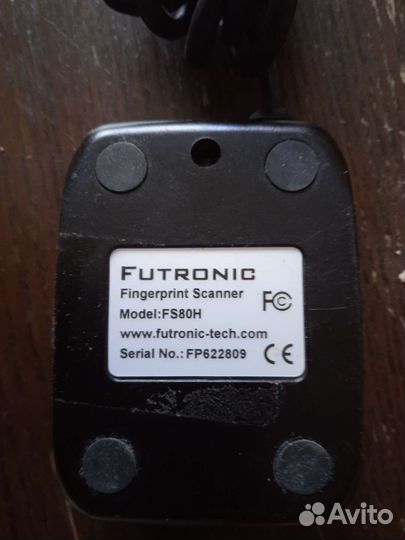 FUTRONIC
Fingerprint Scanner
Model:FS80H
FC
www.futronic-tech.com
Serial No.: FP622809
CE
Avito